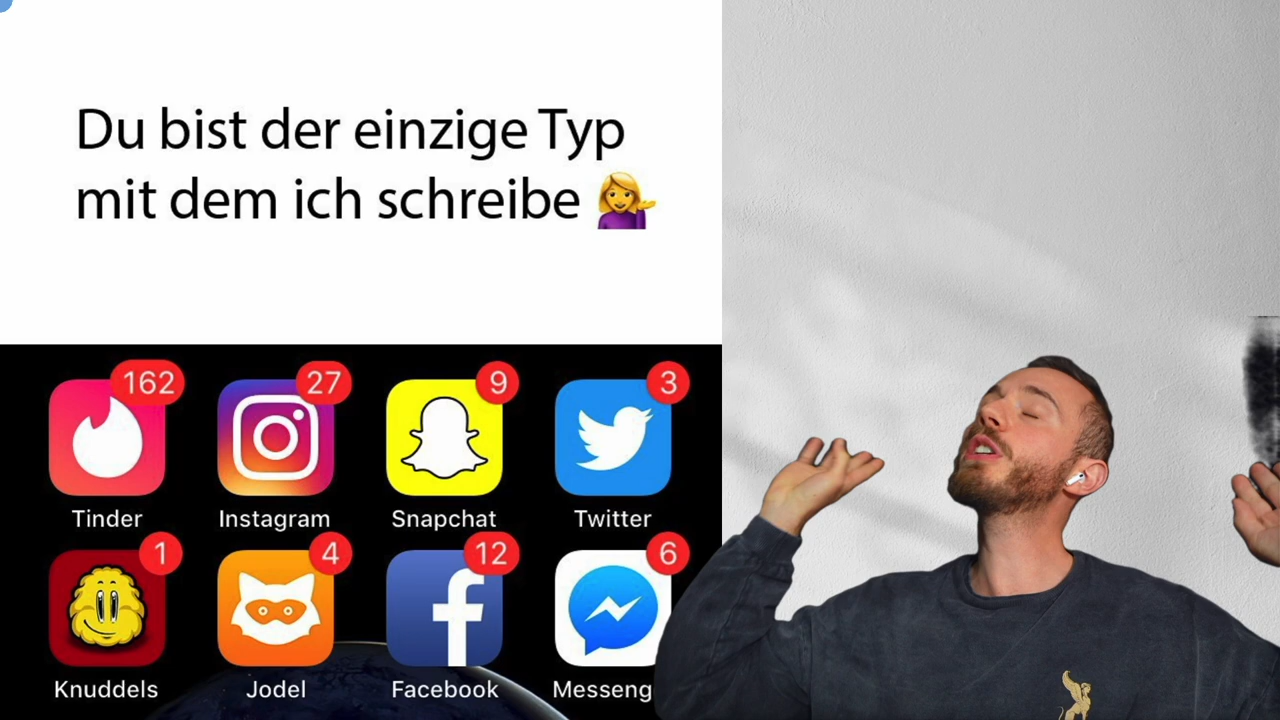 Du bist der einzige Typ
mit dem ich schreibe
162 27 9 3
Tinder Instagram Snapchat Twitter
1 4 12 6
Knuddels Jodel Facebook Messeng